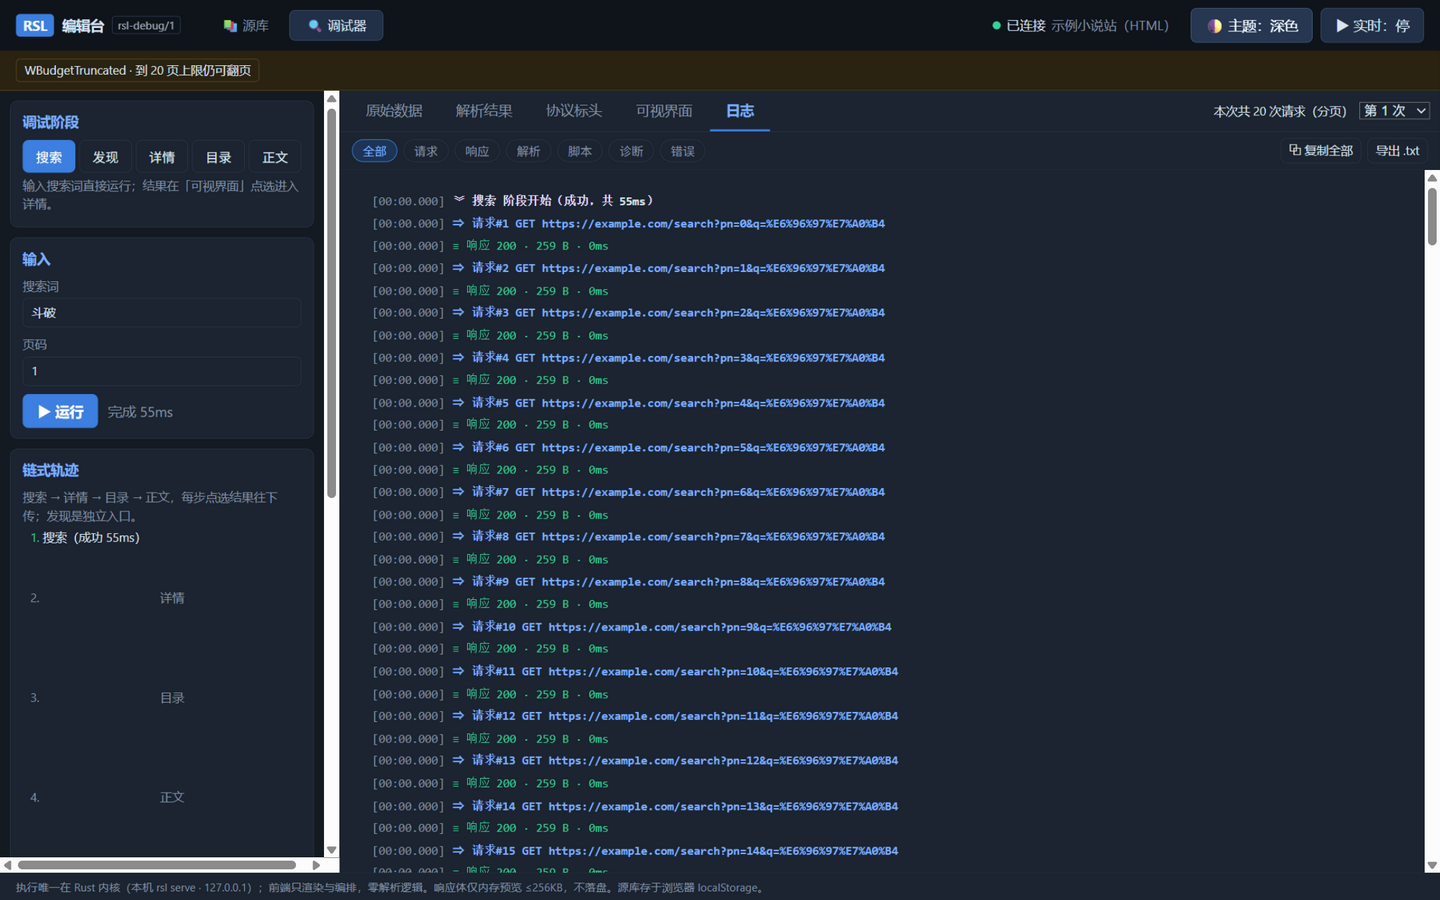 RSL 编辑台 rsl-debug/1 源库 调试器 已连接 示例小说站（HTML） 主题：深色 ▶ 实时：停
WBudgetTruncated · 到 20 页上限仍可翻页
调试阶段
搜索 发现 详情 目录 正文
输入搜索词直接运行；结果在「可视界面」点选进入
详情。
输入
搜索词
斗破
页码
1
▶ 运行 完成 55ms
链式轨迹
搜索 → 详情 → 目录 → 正文，每步点选结果往下
传；发现是独立入口。
1. 搜索（成功 55ms）
2. 详情
3. 目录
4. 正文
原始数据 解析结果 协议标头 可视界面 日志 本次共 20 次请求（分页） 第 1 次
全部 请求 响应 解析 脚本 诊断 错误 复制全部 导出 .txt
[00:00.000] 搜索 阶段开始（成功，共 55ms）
[00:00.000] ⇒ 请求#1 GET https://example.com/search?pn=0&q=%E6%96%97%E7%A0%B4
[00:00.000] ≡ 响应 200 · 259 B · 0ms
[00:00.000] ⇒ 请求#2 GET https://example.com/search?pn=1&q=%E6%96%97%E7%A0%B4
[00:00.000] ≡ 响应 200 · 259 B · 0ms
[00:00.000] ⇒ 请求#3 GET https://example.com/search?pn=2&q=%E6%96%97%E7%A0%B4
[00:00.000] ≡ 响应 200 · 259 B · 0ms
[00:00.000] ⇒ 请求#4 GET https://example.com/search?pn=3&q=%E6%96%97%E7%A0%B4
[00:00.000] ≡ 响应 200 · 259 B · 0ms
[00:00.000] ⇒ 请求#5 GET https://example.com/search?pn=4&q=%E6%96%97%E7%A0%B4
[00:00.000] ≡ 响应 200 · 259 B · 0ms
[00:00.000] ⇒ 请求#6 GET https://example.com/search?pn=5&q=%E6%96%97%E7%A0%B4
[00:00.000] ≡ 响应 200 · 259 B · 0ms
[00:00.000] ⇒ 请求#7 GET https://example.com/search?pn=6&q=%E6%96%97%E7%A0%B4
[00:00.000] ≡ 响应 200 · 259 B · 0ms
[00:00.000] ⇒ 请求#8 GET https://example.com/search?pn=7&q=%E6%96%97%E7%A0%B4
[00:00.000] ≡ 响应 200 · 259 B · 0ms
[00:00.000] ⇒ 请求#9 GET https://example.com/search?pn=8&q=%E6%96%97%E7%A0%B4
[00:00.000] ≡ 响应 200 · 259 B · 0ms
[00:00.000] ⇒ 请求#10 GET https://example.com/search?pn=9&q=%E6%96%97%E7%A0%B4
[00:00.000] ≡ 响应 200 · 259 B · 0ms
[00:00.000] ⇒ 请求#11 GET https://example.com/search?pn=10&q=%E6%96%97%E7%A0%B4
[00:00.000] ≡ 响应 200 · 259 B · 0ms
[00:00.000] ⇒ 请求#12 GET https://example.com/search?pn=11&q=%E6%96%97%E7%A0%B4
[00:00.000] ≡ 响应 200 · 259 B · 0ms
[00:00.000] ⇒ 请求#13 GET https://example.com/search?pn=12&q=%E6%96%97%E7%A0%B4
[00:00.000] ≡ 响应 200 · 259 B · 0ms
[00:00.000] ⇒ 请求#14 GET https://example.com/search?pn=13&q=%E6%96%97%E7%A0%B4
[00:00.000] ≡ 响应 200 · 259 B · 0ms
[00:00.000] ⇒ 请求#15 GET https://example.com/search?pn=14&q=%E6%96%97%E7%A0%B4
[00:00.000] ≡ 响应 200 · 259 B · 0ms
执行唯一在 Rust 内核（本机 rsl serve · 127.0.0.1）；前端只渲染与编排，零解析逻辑。响应体仅内存预览 ≤256KB，不落盘。源库存于浏览器 localStorage。